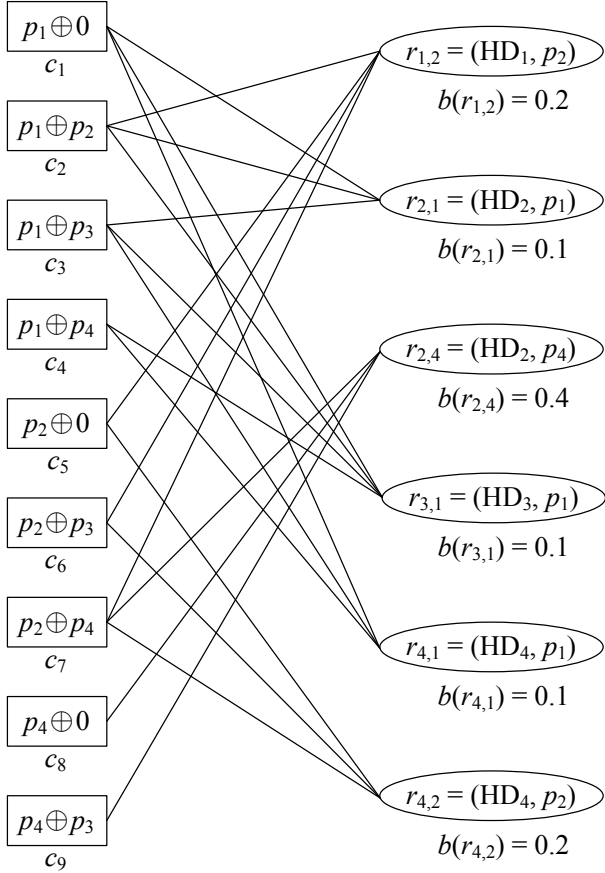 p₁⊕0
c₁
p₁⊕p₂
c₂
p₁⊕p₃
c₃
p₁⊕p₄
c₄
p₂⊕0
c₅
p₂⊕p₃
c₆
p₂⊕p₄
c₇
p₄⊕0
c₈
p₄⊕p₃
c₉
r₁,₂ = (HD₁, p₂)
b(r₁,₂) = 0.2
r₂,₁ = (HD₂, p₁)
b(r₂,₁) = 0.1
r₂,₄ = (HD₂, p₄)
b(r₂,₄) = 0.4
r₃,₁ = (HD₃, p₁)
b(r₃,₁) = 0.1
r₄,₁ = (HD₄, p₁)
b(r₄,₁) = 0.1
r₄,₂ = (HD₄, p₂)
b(r₄,₂) = 0.2